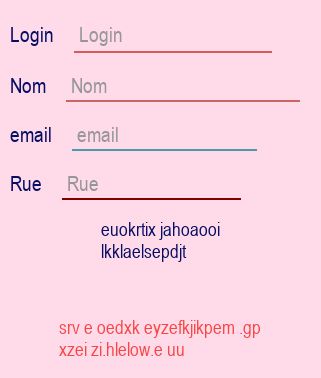 Login Login
Nom Nom
email email
Rue Rue
euokrtix jahoaooi
lkklaelsepdjt
srv e oedxk eyzefkjikpem .gp
xzei zi.hlelow.e uu